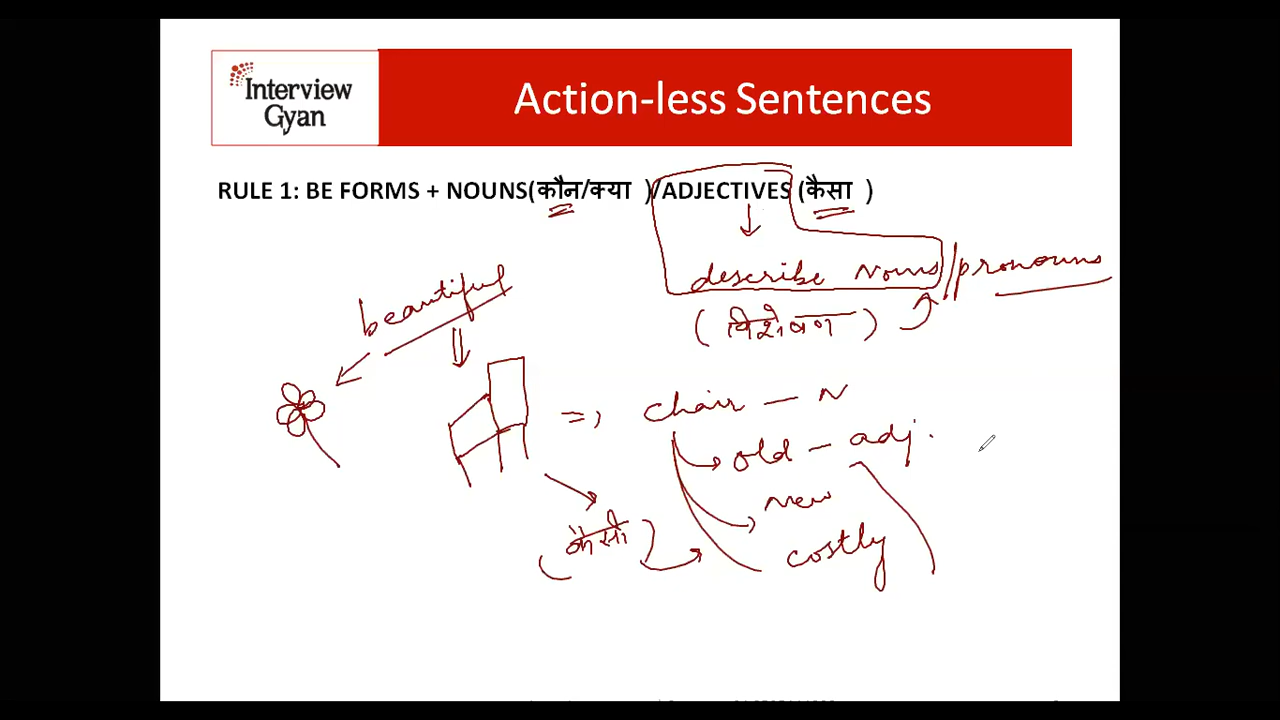 Interview
Gyan
Action-less Sentences
RULE 1: BE FORMS + NOUNS(कौन/क्या )/ADJECTIVES (कैसा )
describe Nouns/pronouns
(विशेषण)
beautiful
chair - N
old - adj.
new
(कैसी)
costly